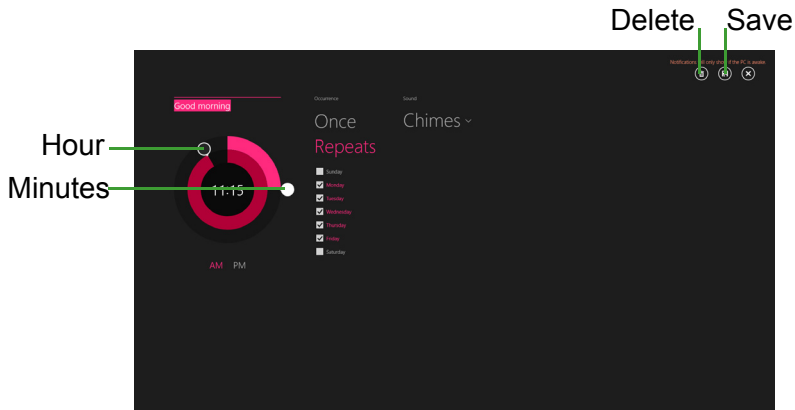 Delete Save
Notifications will only show if the PC is awake.
Good morning
Occurrence
Sound
Once
Chimes
Repeats
Hour
Minutes
11:15
Sunday
Monday
Tuesday
Wednesday
Thursday
Friday
Saturday
AM PM